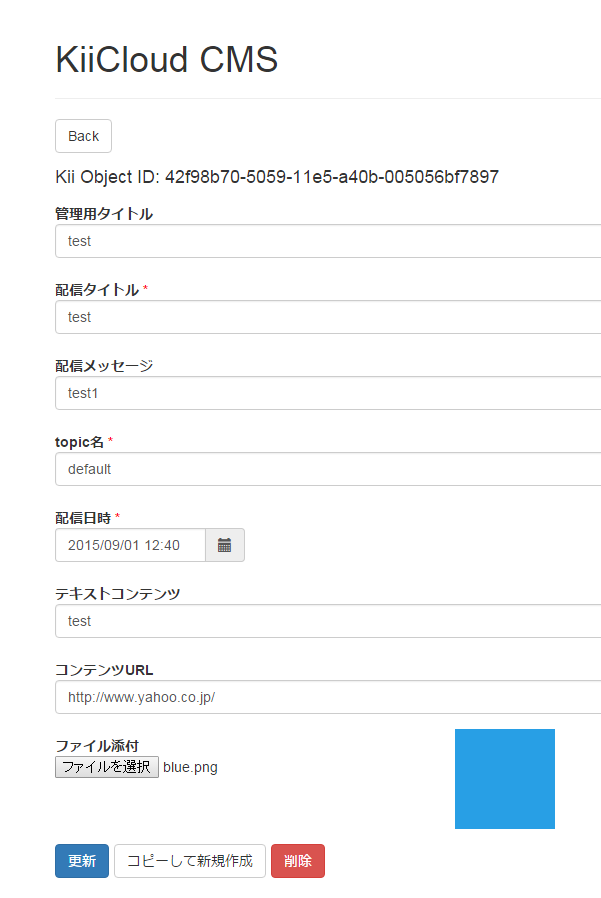 KiiCloud CMS
Back
Kii Object ID: 42f98b70-5059-11e5-a40b-005056bf7897
管理用タイトル
test
配信タイトル *
test
配信メッセージ
test1
topic名 *
default
配信日時 *
2015/09/01 12:40
テキストコンテンツ
test
コンテンツURL
http://www.yahoo.co.jp/
ファイル添付
ファイルを選択 blue.png
更新 コピーして新規作成 削除